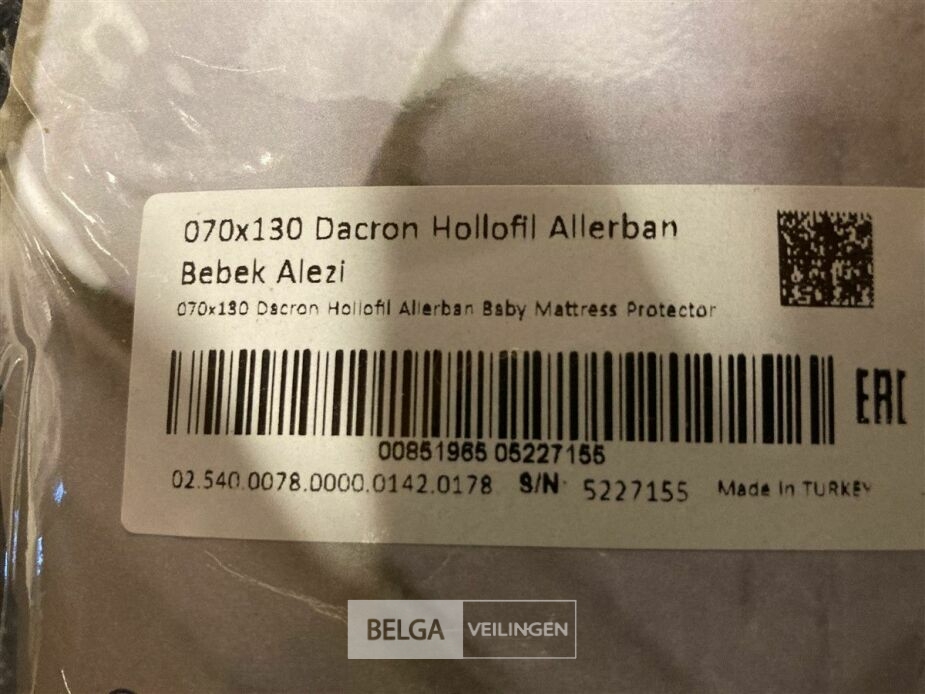 070x130 Dacron Hollofil Allerban
Bebek Alezi
070x130 Dacron Hollofil Allerban Baby Mattress Protector
EAC
00851965 05227155
02.540.0078.0000.0142.0178 S/N: 5227155 Made In TURKEY
BELGA VEILINGEN